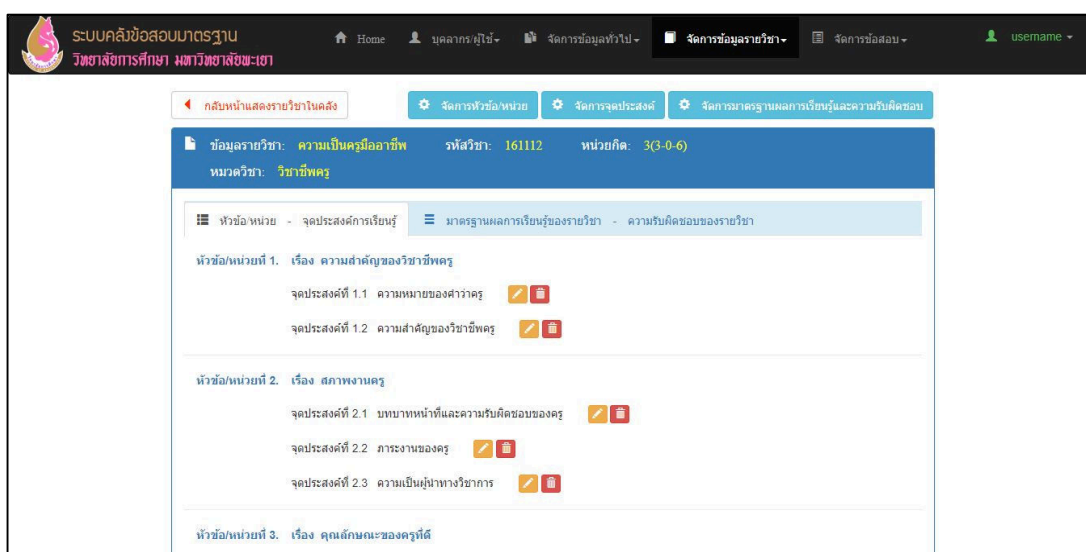 ระบบคลังข้อสอบมาตรฐาน
วิทยาลัยการศึกษา มหาวิทยาลัยพะเยา
Home บุคลากร/ผู้ใช้ จัดการข้อมูลทั่วไป จัดการข้อมูลรายวิชา จัดการข้อสอบ username
กลับหน้าแสดงรายวิชาในคลัง จัดการหัวข้อ/หน่วย จัดการจุดประสงค์ จัดการมาตรฐานผลการเรียนรู้และความรับผิดชอบ
ข้อมูลรายวิชา: ความเป็นครูมืออาชีพ รหัสวิชา: 161112 หน่วยกิต: 3(3-0-6)
หมวดวิชา: วิชาชีพครู
หัวข้อ/หน่วย - จุดประสงค์การเรียนรู้ มาตรฐานผลการเรียนรู้ของรายวิชา - ความรับผิดชอบของรายวิชา
หัวข้อ/หน่วยที่ 1. เรื่อง ความสำคัญของวิชาชีพครู
จุดประสงค์ที่ 1.1 ความหมายของคำว่าครู
จุดประสงค์ที่ 1.2 ความสำคัญของวิชาชีพครู
หัวข้อ/หน่วยที่ 2. เรื่อง สภาพงานครู
จุดประสงค์ที่ 2.1 บทบาทหน้าที่และความรับผิดชอบของครู
จุดประสงค์ที่ 2.2 ภาระงานของครู
จุดประสงค์ที่ 2.3 ความเป็นผู้นำทางวิชาการ
หัวข้อ/หน่วยที่ 3. เรื่อง คุณลักษณะของครูที่ดี